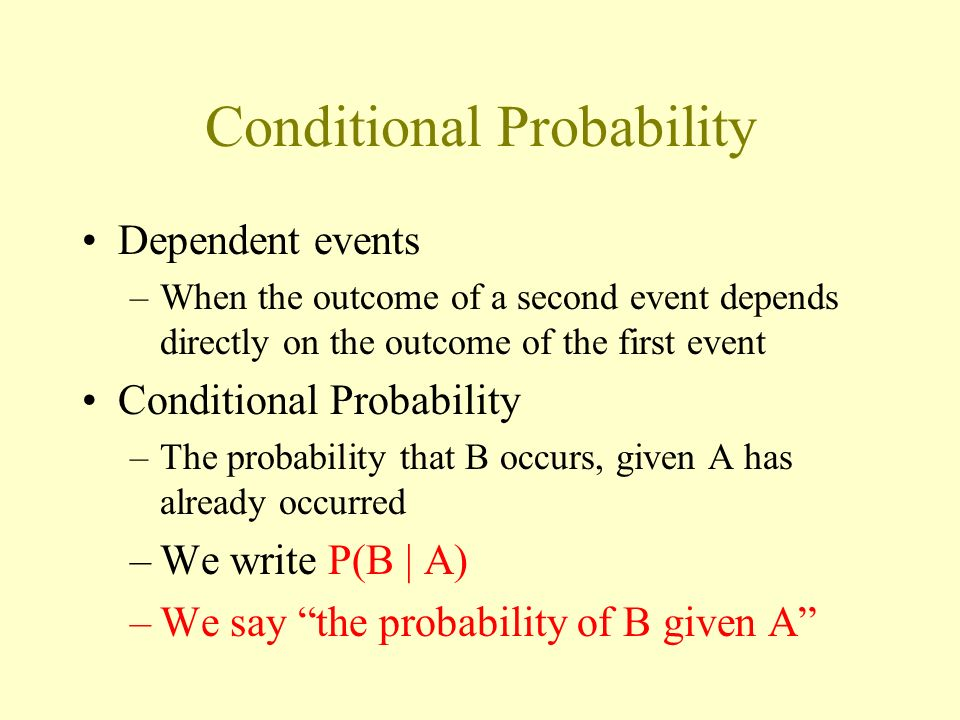 Conditional Probability
• Dependent events
– When the outcome of a second event depends
directly on the outcome of the first event
• Conditional Probability
– The probability that B occurs, given A has
already occurred
– We write P(B | A)
– We say “the probability of B given A”